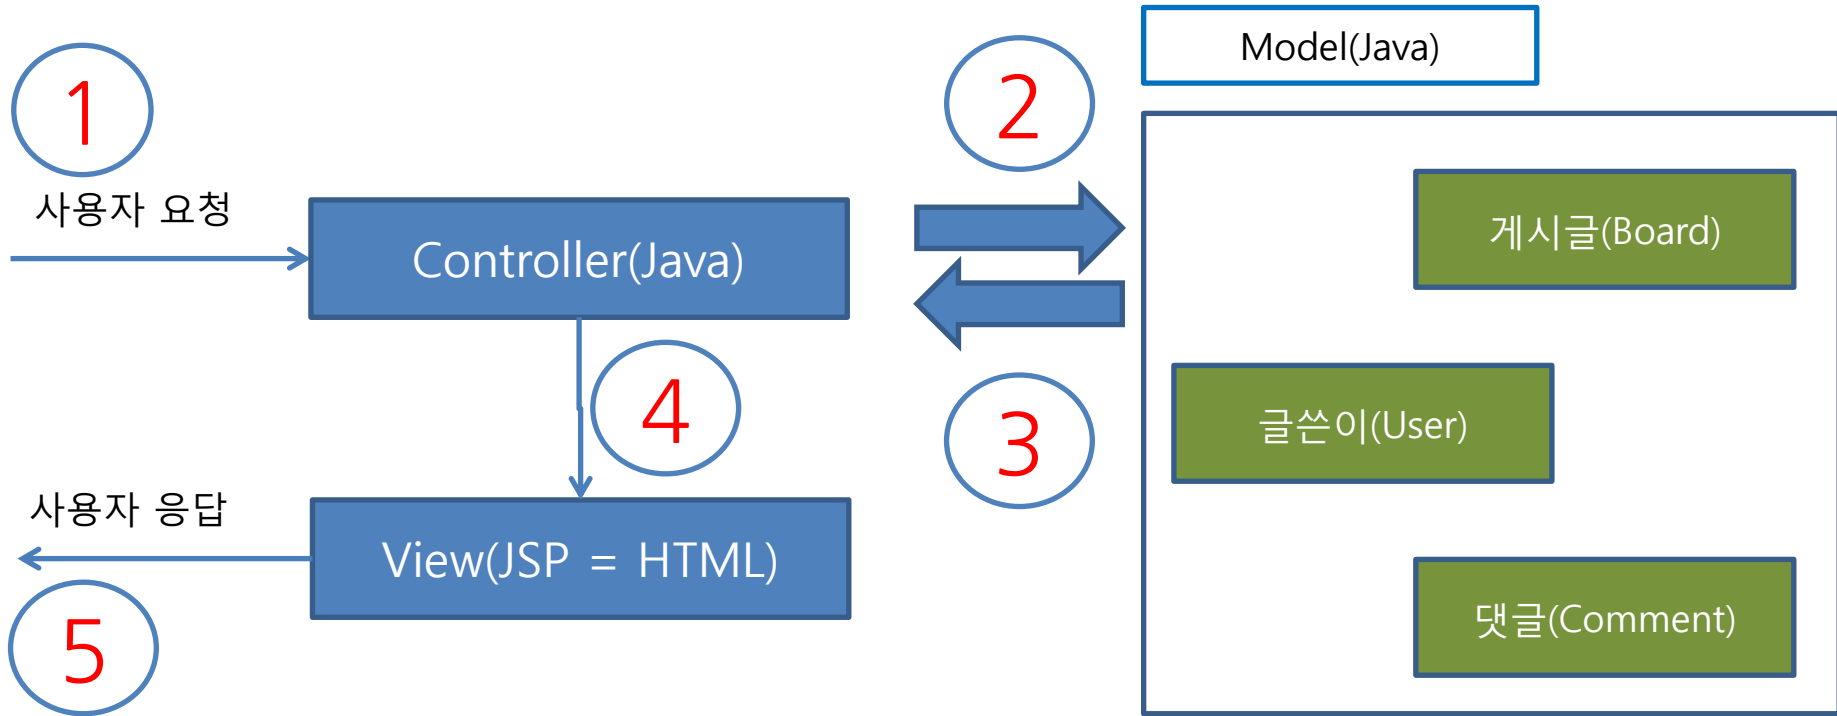 1
사용자 요청
Controller(Java)
2
3
Model(Java)
게시글(Board)
글쓴이(User)
댓글(Comment)
4
View(JSP = HTML)
사용자 응답
5